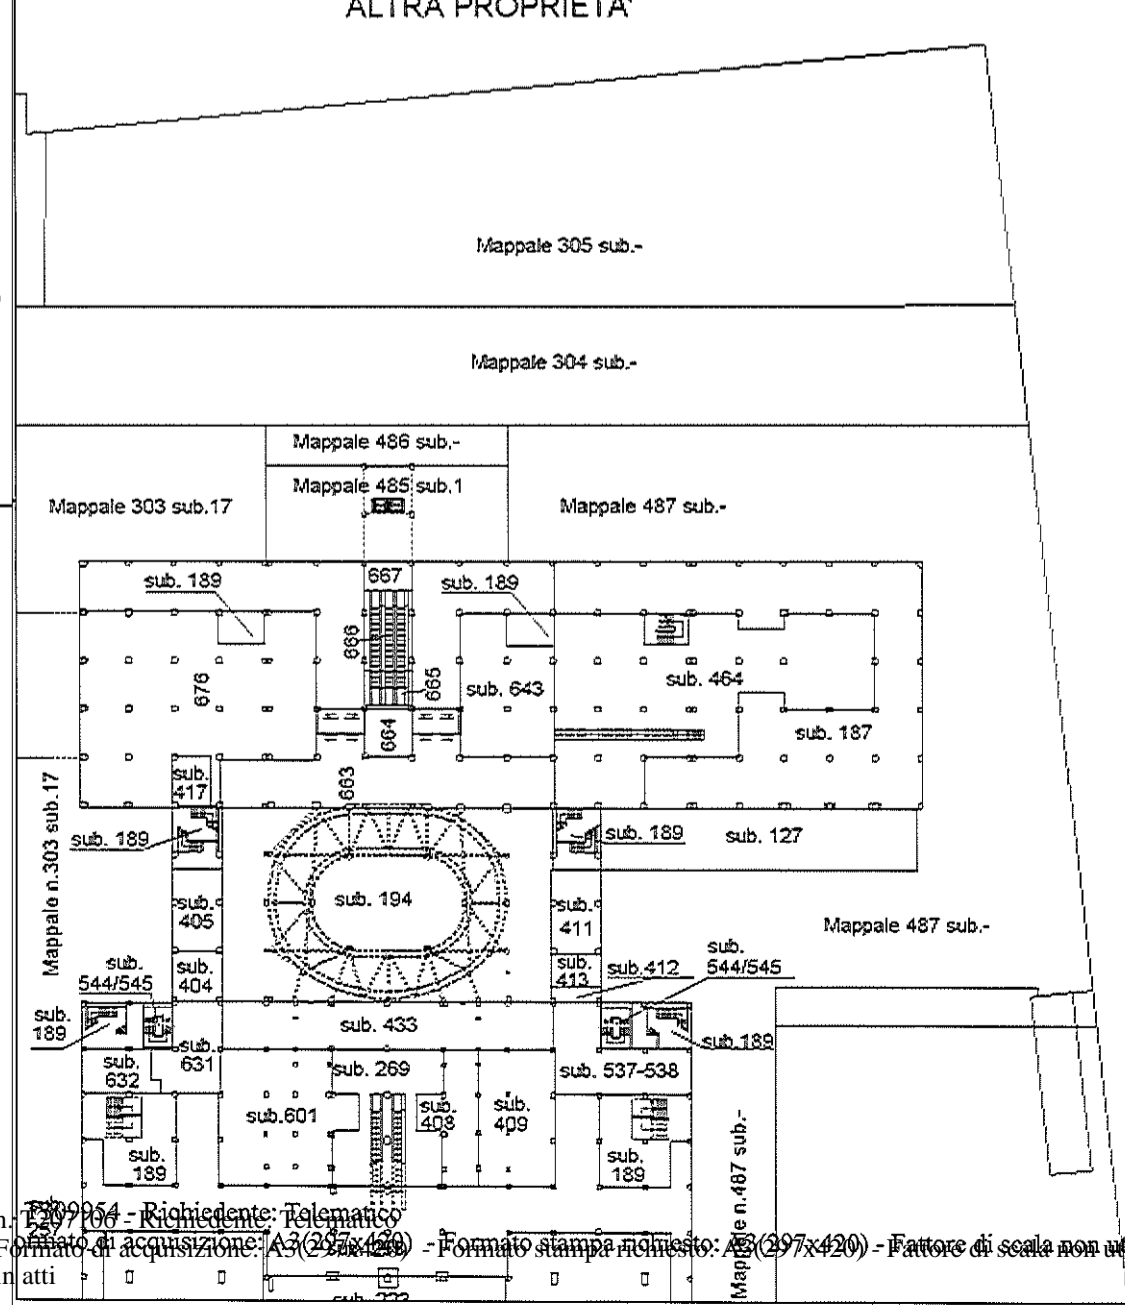 ALTRA PROPRIETA'
Mappale 305 sub.-
Mappale 304 sub.-
Mappale 486 sub.-
Mappale 485 sub.1
Mappale 303 sub.17
Mappale 487 sub.-
sub. 189
667
sub. 189
666
665
676
sub. 643
sub. 464
664
sub. 187
663
sub.
417
Mappale n.303 sub.17
sub. 189
sub. 189
sub. 127
sub. 194
sub.
405
sub.
411
Mappale 487 sub.-
sub.
544/545
sub.
404
sub.
413
sub.412
sub.
544/545
sub.
189
sub. 433
sub.189
sub.
631
sub.
632
sub. 269
sub. 537-538
sub.601
sub.
408
sub.
409
sub.
189
sub.
189
Mappale n.487 sub.-
- Richiedente: Telematico
- Richiedente: Telematico
Formato di acquisizione: A3(297x420) - Formato stampa richiesto: A3(297x420) - Fattore di scala non
n atti